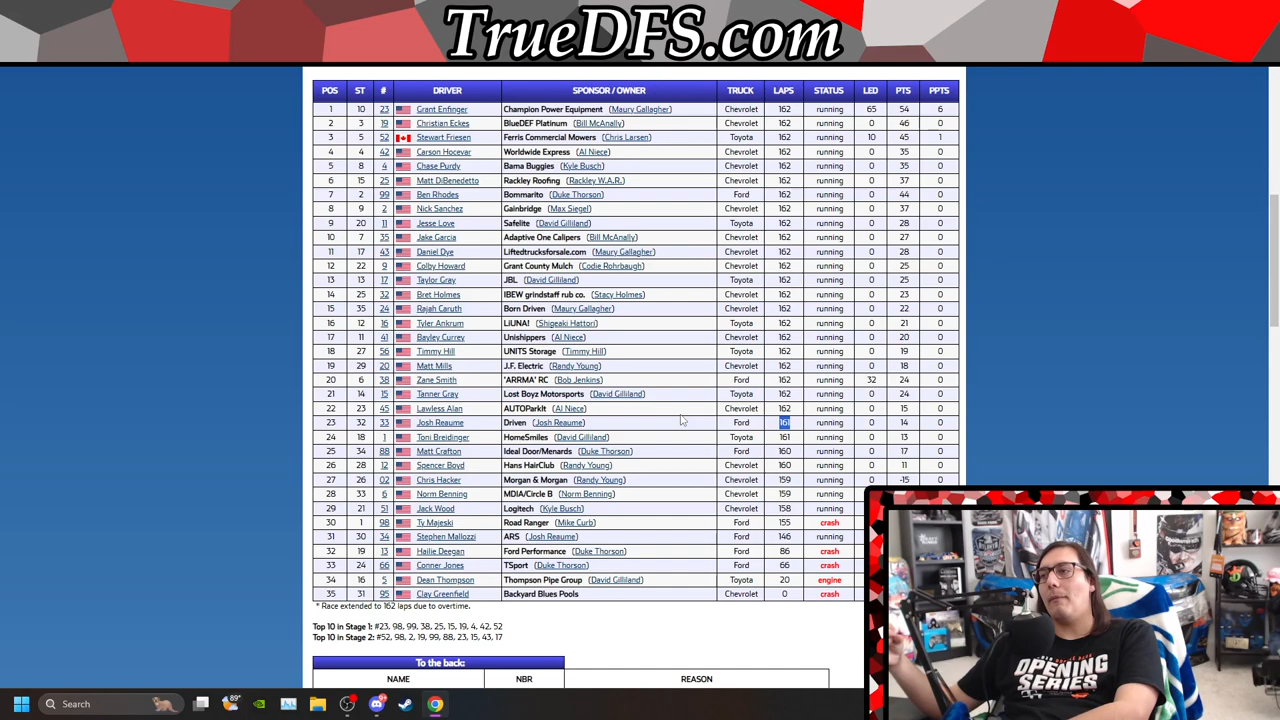 TrueDFS.com
POS ST # DRIVER SPONSOR / OWNER TRUCK LAPS STATUS LED PTS PPTS
1 10 23 Grant Enfinger Champion Power Equipment (Maury Gallagher) Chevrolet 162 running 65 54 6
2 3 19 Christian Eckes BlueDEF Platinum (Bill McAnally) Chevrolet 162 running 0 46 0
3 5 52 Stewart Friesen Ferris Commercial Mowers (Chris Larsen) Toyota 162 running 10 45 1
4 4 42 Carson Hocevar Worldwide Express (Al Niece) Chevrolet 162 running 0 35 0
5 8 4 Chase Purdy Bama Buggies (Kyle Busch) Chevrolet 162 running 0 35 0
6 15 25 Matt DiBenedetto Rackley Roofing (Rackley W.A.R.) Chevrolet 162 running 0 37 0
7 2 99 Ben Rhodes Bommarito (Duke Thorson) Ford 162 running 0 44 0
8 9 2 Nick Sanchez Gainbridge (Max Siegel) Chevrolet 162 running 0 37 0
9 20 11 Jesse Love Safelite (David Gilliland) Toyota 162 running 0 28 0
10 7 35 Jake Garcia Adaptive One Calipers (Bill McAnally) Chevrolet 162 running 0 27 0
11 17 43 Daniel Dye Liftedtrucksforsale.com (Maury Gallagher) Chevrolet 162 running 0 28 0
12 22 9 Colby Howard Grant County Mulch (Codie Rohrbaugh) Chevrolet 162 running 0 25 0
13 13 17 Taylor Gray JBL (David Gilliland) Toyota 162 running 0 25 0
14 25 32 Bret Holmes IBEW grindstaff rub co. (Stacy Holmes) Chevrolet 162 running 0 23 0
15 35 24 Rajah Caruth Born Driven (Maury Gallagher) Chevrolet 162 running 0 22 0
16 12 16 Tyler Ankrum LiUNA! (Shigeaki Hattori) Toyota 162 running 0 21 0
17 11 41 Bayley Currey Unishippers (Al Niece) Chevrolet 162 running 0 20 0
18 27 56 Timmy Hill UNITS Storage (Timmy Hill) Toyota 162 running 0 19 0
19 29 20 Matt Mills J.F. Electric (Randy Young) Chevrolet 162 running 0 18 0
20 6 38 Zane Smith 'ARRMA' RC (Bob Jenkins) Ford 162 running 32 24 0
21 14 15 Tanner Gray Lost Boyz Motorsports (David Gilliland) Toyota 162 running 0 24 0
22 23 45 Lawless Alan AUTOParkIt (Al Niece) Chevrolet 162 running 0 15 0
23 32 33 Josh Reaume Driven (Josh Reaume) Ford 161 running 0 14 0
24 18 1 Toni Breidinger HomeSmiles (David Gilliland) Toyota 161 running 0 13 0
25 34 88 Matt Crafton Ideal Door/Menards (Duke Thorson) Ford 160 running 0 17 0
26 28 12 Spencer Boyd Hans HairClub (Randy Young) Chevrolet 160 running 0 11 0
27 26 02 Chris Hacker Morgan & Morgan (Randy Young) Chevrolet 159 running 0 -15 0
28 33 6 Norm Benning MDIA/Circle B (Norm Benning) Chevrolet 159 running
29 21 51 Jack Wood Logitech (Kyle Busch) Chevrolet 158 running
30 1 98 Ty Majeski Road Ranger (Mike Curb) Ford 155 crash
31 30 34 Stephen Mallozzi ARS (Josh Reaume) Ford 146 running
32 19 13 Hailie Deegan Ford Performance (Duke Thorson) Ford 86 crash
33 24 66 Conner Jones TSport (Duke Thorson) Ford 66 crash
34 16 5 Dean Thompson Thompson Pipe Group (David Gilliland) Toyota 20 engine
35 31 95 Clay Greenfield Backyard Blues Pools Chevrolet 0 crash
* Race extended to 162 laps due to overtime.
Top 10 in Stage 1: #23, 98, 99, 38, 25, 15, 19, 4, 42, 52
Top 10 in Stage 2: #52, 98, 2, 19, 99, 88, 23, 15, 43, 17
To the back:
NAME NBR REASON
OPENING
SERIES
89°
Search
9+